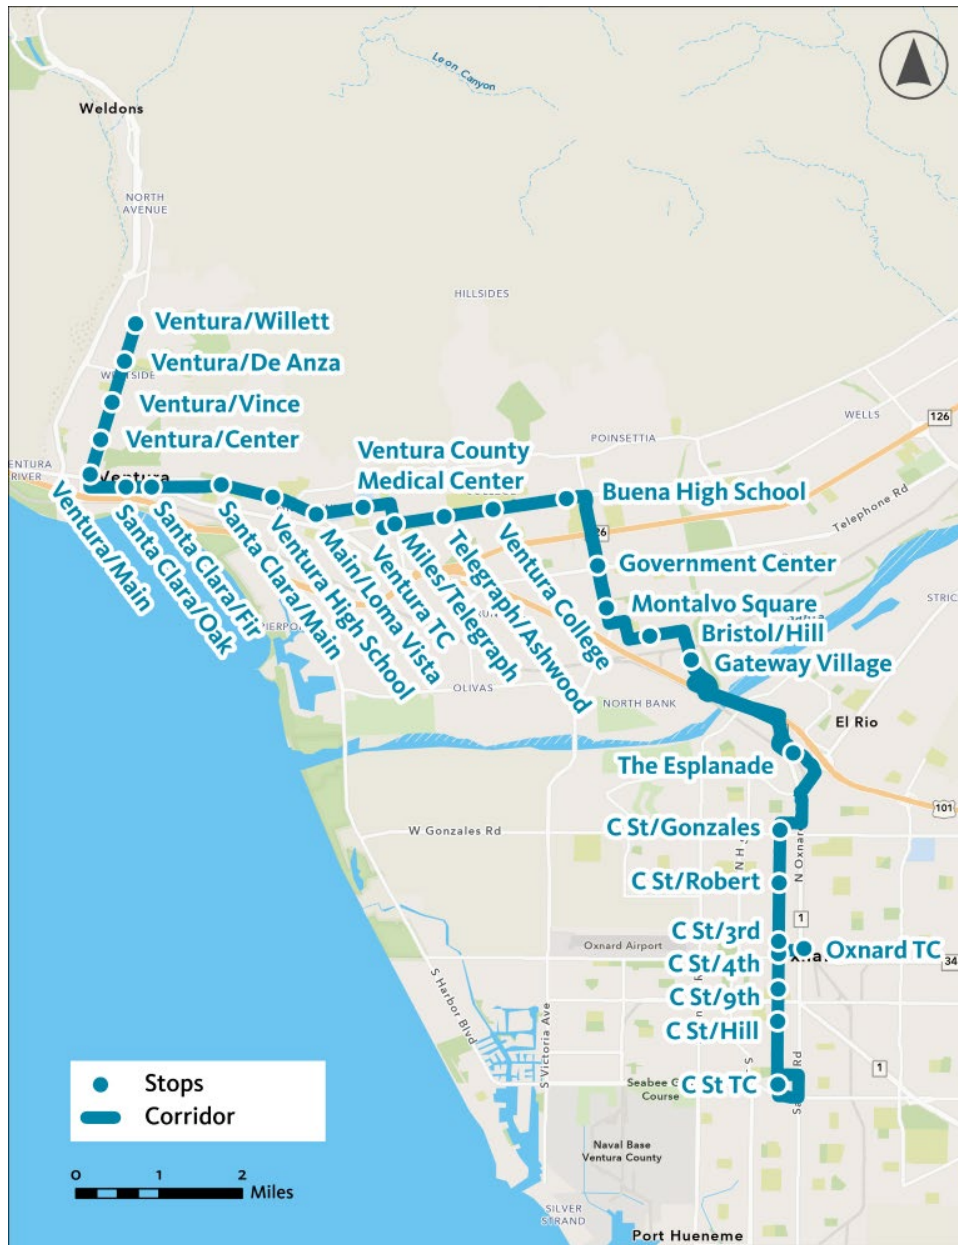 Leon Canyon
Weldons
NORTH
AVENUE
HILLSIDES
Ventura/Willett
Ventura/De Anza
Ventura/Vince
Ventura/Center
WELLS
126
POINSETTIA
Ventura County
Medical Center
VENTURA
RIVER
Ventura
Buena High School
Telephone Rd
Ventura/Main
Santa Clara/Oak
Santa Clara/Fir
Santa Clara/Main
Ventura High School
Main/Loma Vista
Ventura TC
Miles/Telegraph
Telegraph/Ashwood
Ventura College
Government Center
Montalvo Square
Bristol/Hill
Gateway Village
OLIVAS
NORTH BANK
El Rio
The Esplanade
101
C St/Gonzales
W Gonzales Rd
C St/Robert
1
C St/3rd
Oxnard Airport
Oxnard TC
C St/4th
34
C St/9th
S Harbor Blvd
S Victoria Ave
C St/Hill
1
C St TC
Stops
Corridor
Course
0 1 2
Miles
Naval Base
Ventura County
SILVER
STRAND
Port Hueneme